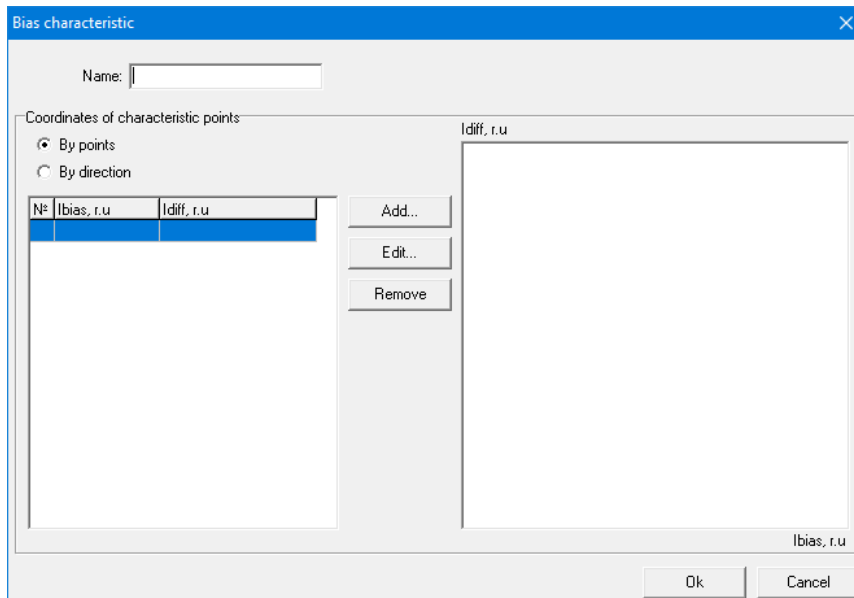 Bias characteristic
Name:
Coordinates of characteristic points
By points
By direction
Idiff, r.u
Nº Ibias, r.u Idiff, r.u
Add...
Edit...
Remove
Ibias, r.u
Ok Cancel